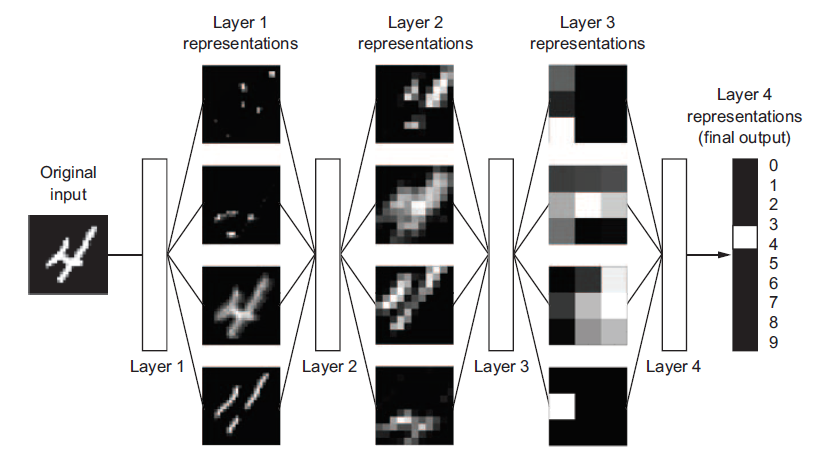 Layer 1
representations
Layer 2
representations
Layer 3
representations
Layer 4
representations
(final output)
Original
input
0
1
2
3
4
5
6
7
8
9
Layer 1
Layer 2
Layer 3
Layer 4